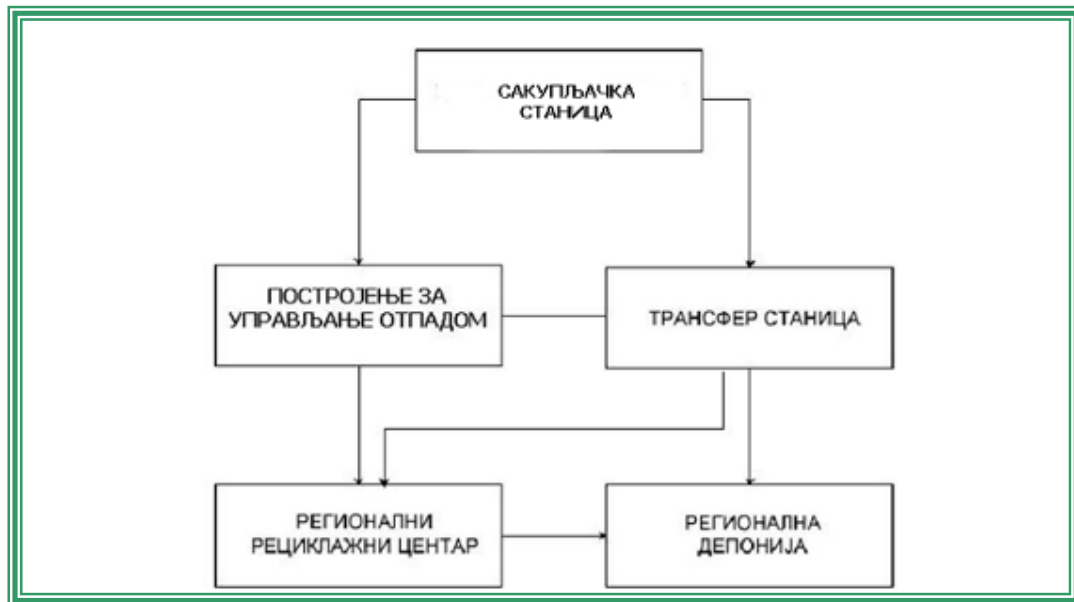 САКУПЉАЧКА
СТАНИЦА
ПОСТРОЈЕЊЕ ЗА
УПРАВЉАЊЕ ОТПАДОМ
ТРАНСФЕР СТАНИЦА
РЕГИОНАЛНИ
РЕЦИКЛАЖНИ ЦЕНТАР
РЕГИОНАЛНА
ДЕПОНИЈА